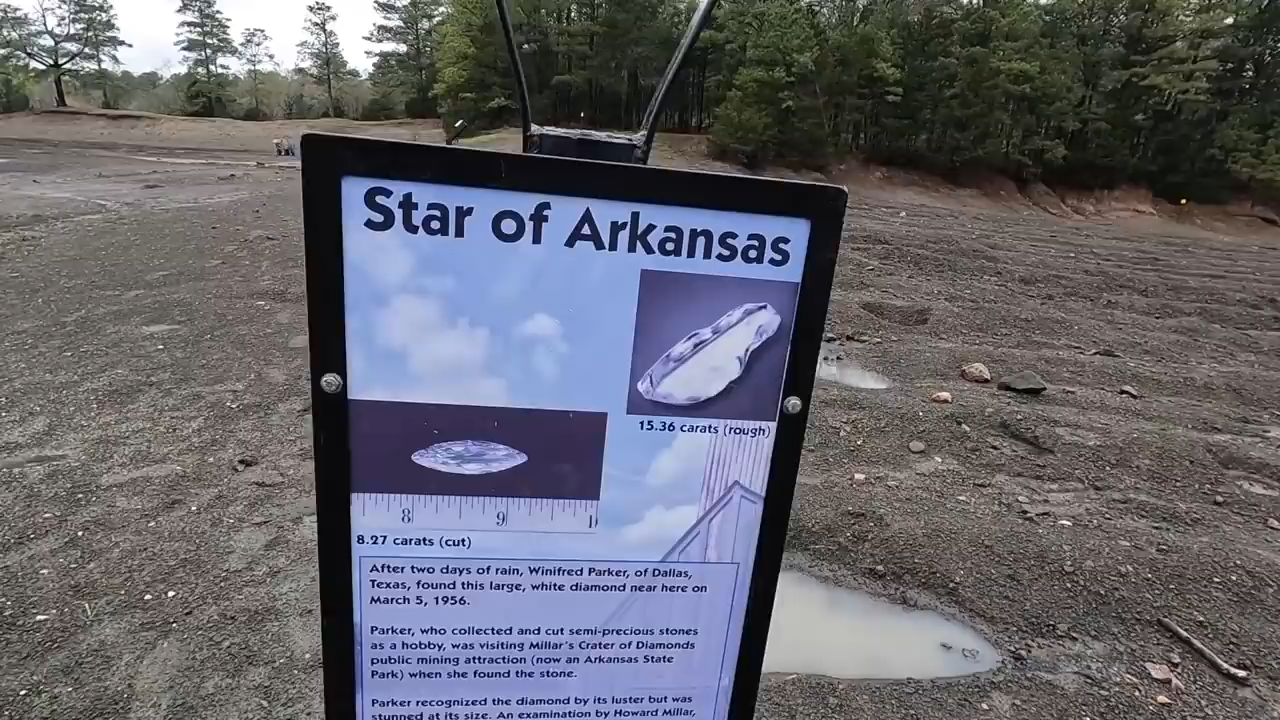 Star of Arkansas
15.36 carats (rough)
8 9 1
8.27 carats (cut)
After two days of rain, Winifred Parker, of Dallas,
Texas, found this large, white diamond near here on
March 5, 1956.
Parker, who collected and cut semi-precious stones
as a hobby, was visiting Millar's Crater of Diamonds
public mining attraction (now an Arkansas State
Park) when she found the stone.
Parker recognized the diamond by its luster but was
stunned at its size. An examination by Howard Millar,